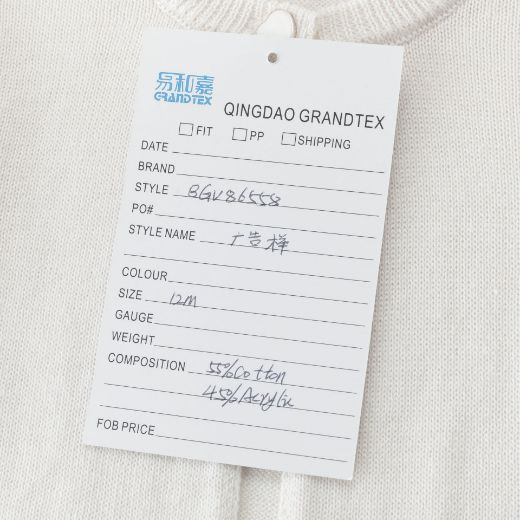 易和嘉
GRANDTEX
QINGDAO GRANDTEX
FIT PP SHIPPING
DATE
BRAND
STYLE BGV86558
PO#
STYLE NAME 广告样
COLOUR
SIZE 12M
GAUGE
WEIGHT
COMPOSITION 55%Cotton
45%Acrylic
FOB PRICE